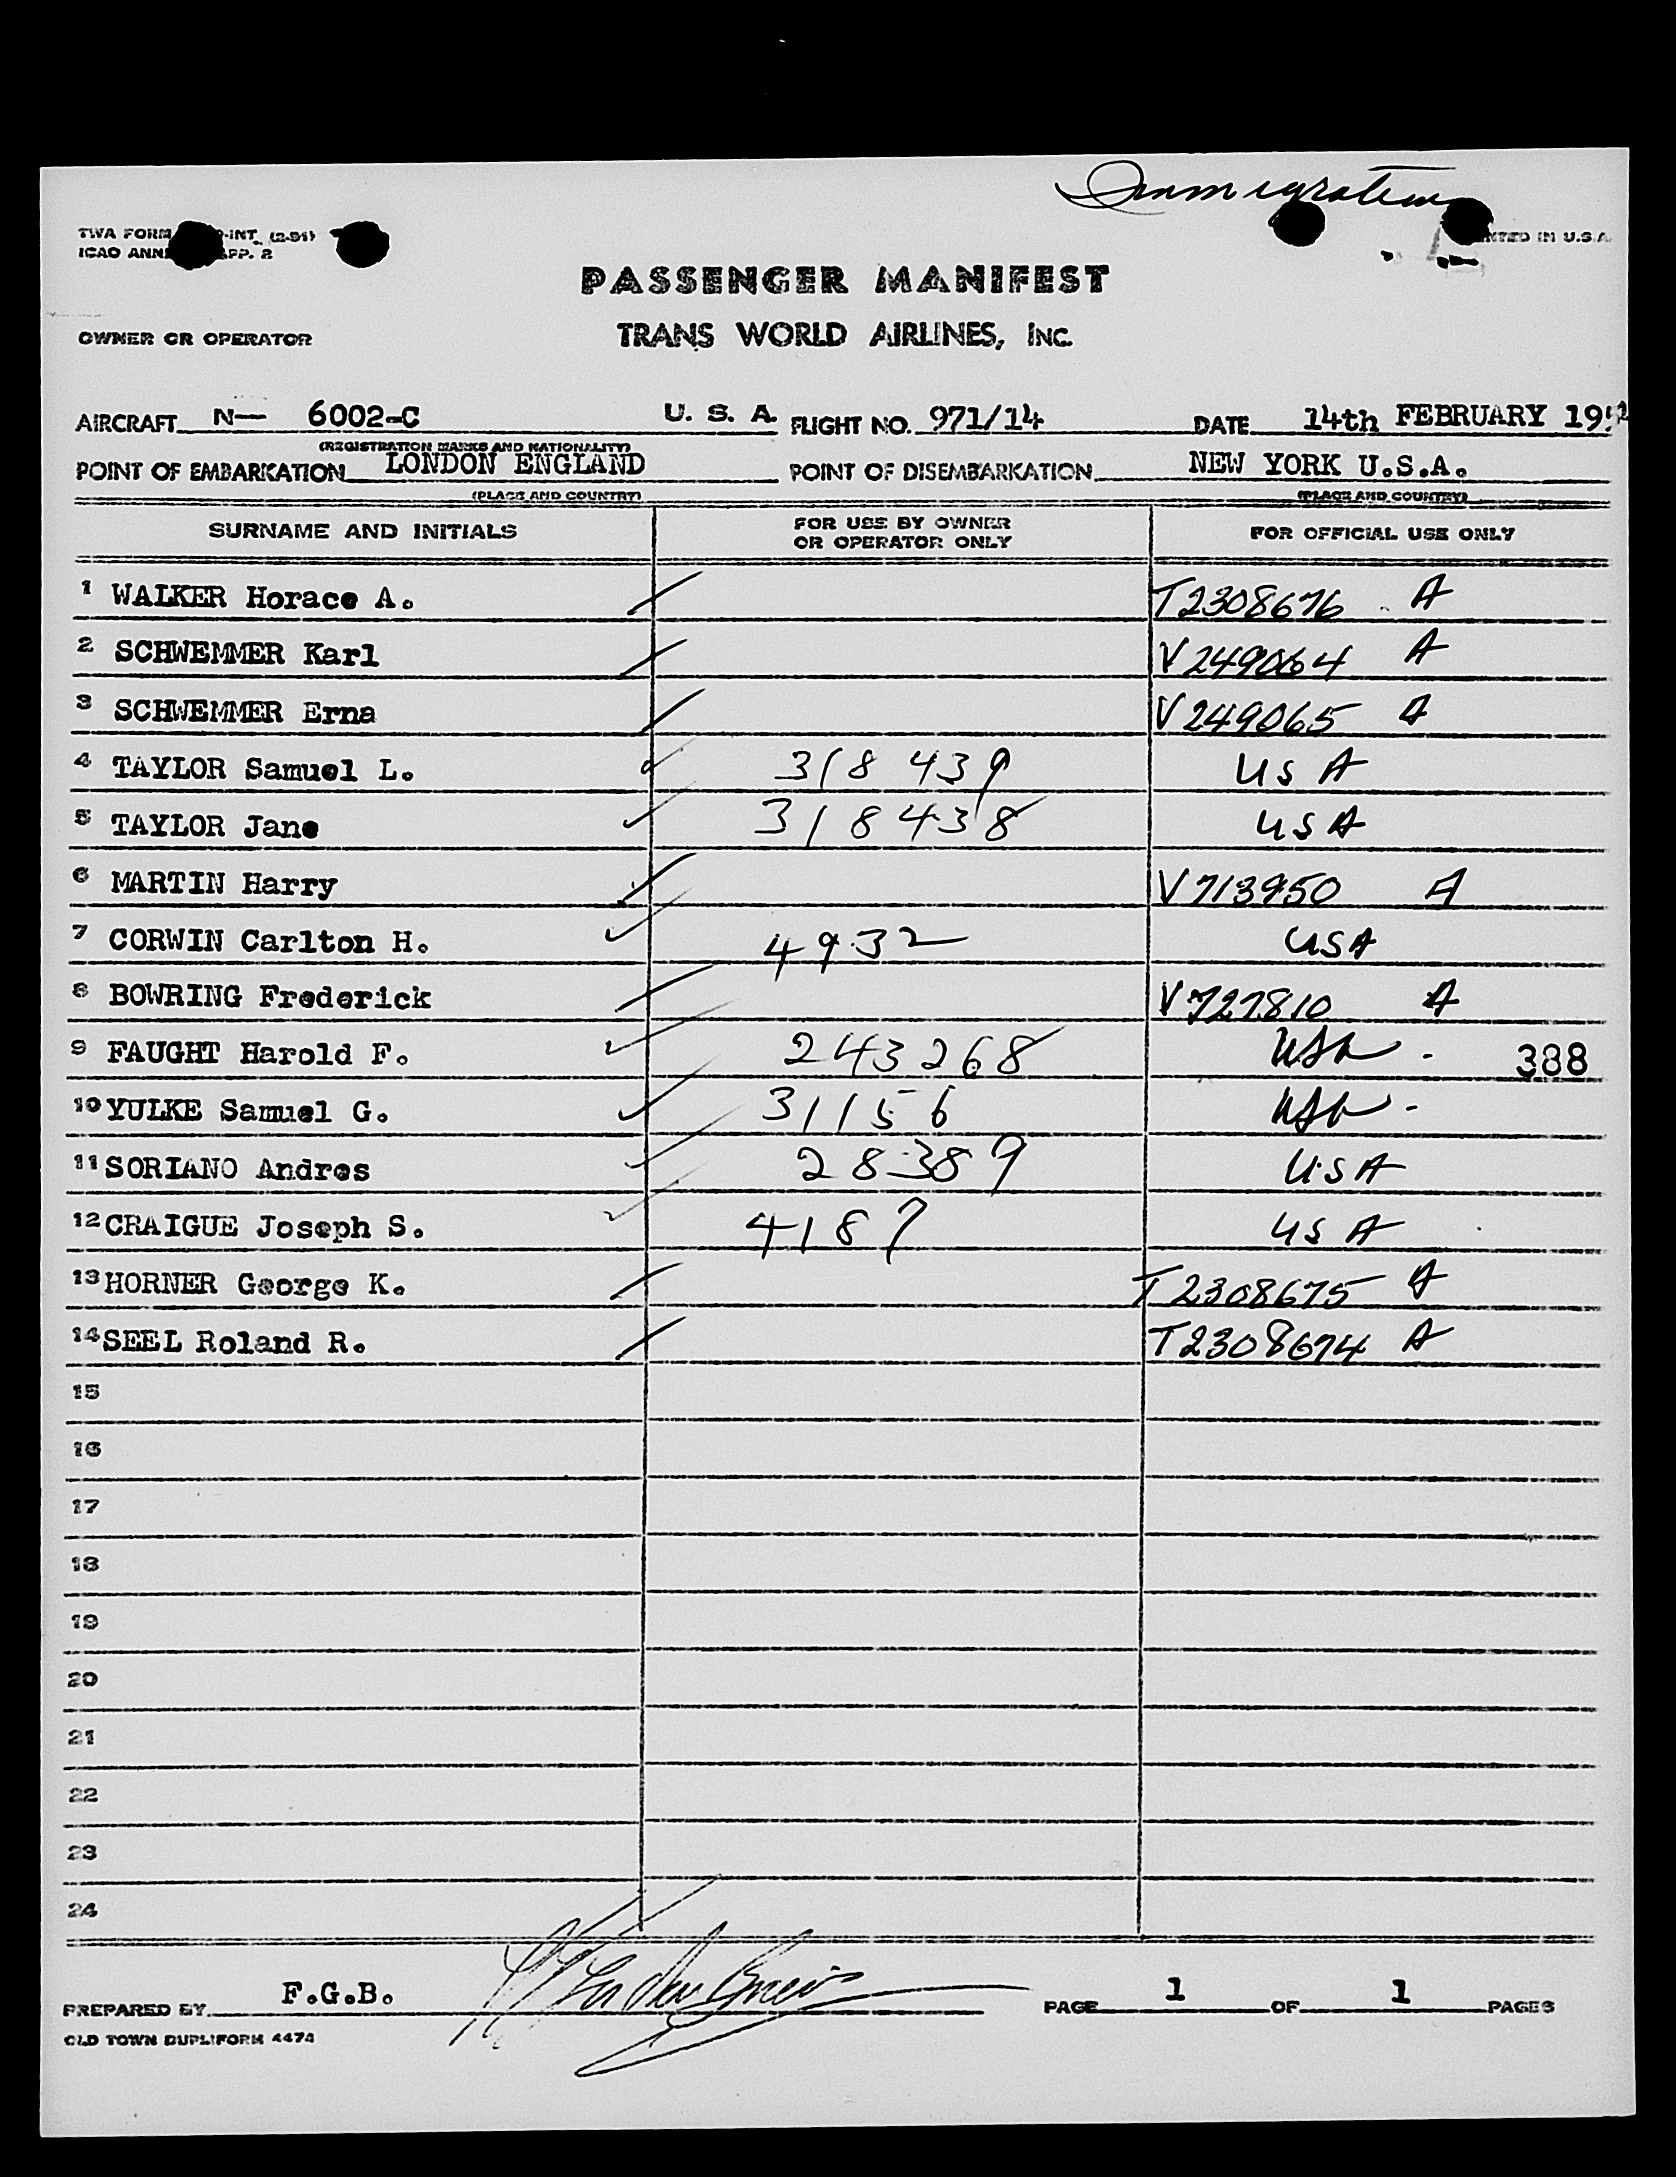 Immigration
TWA FORM -INT. (2-51)
PRINTED IN U.S.A.
ICAO ANNEX APP. 2
PASSENGER MANIFEST
OWNER OR OPERATOR TRANS WORLD AIRLINES, INC.
AIRCRAFT N— 6002-C U. S. A. FLIGHT NO. 971/14 DATE 14th FEBRUARY 195
(REGISTRATION MARKS AND NATIONALITY)
POINT OF EMBARKATION LONDON ENGLAND POINT OF DISEMBARKATION NEW YORK U.S.A.
(PLACE AND COUNTRY) (PLACE AND COUNTRY)
SURNAME AND INITIALS FOR USE BY OWNER OR OPERATOR ONLY FOR OFFICIAL USE ONLY
1 WALKER Horace A. T2308676 A
2 SCHWEMMER Karl V249064 A
3 SCHWEMMER Erna V249065 A
4 TAYLOR Samuel L. 318439 USA
5 TAYLOR Jane 318438 USA
6 MARTIN Harry V713950 A
7 CORWIN Carlton H. 4932 USA
8 BOWRING Frederick V727810 A
9 FAUGHT Harold F. 243268 USA - 388
10 YULKE Samuel G. 31156 USA -
11 SORIANO Andres 28389 USA
12 CRAIGUE Joseph S. 4187 USA
13 HORNER George K. T2308675 A
14 SEEL Roland R. T2308674 A
15
16
17
18
19
20
21
22
23
24
PREPARED BY F.G.B. PAGE 1 OF 1 PAGES
OLD TOWN DUPLIFORM 4474